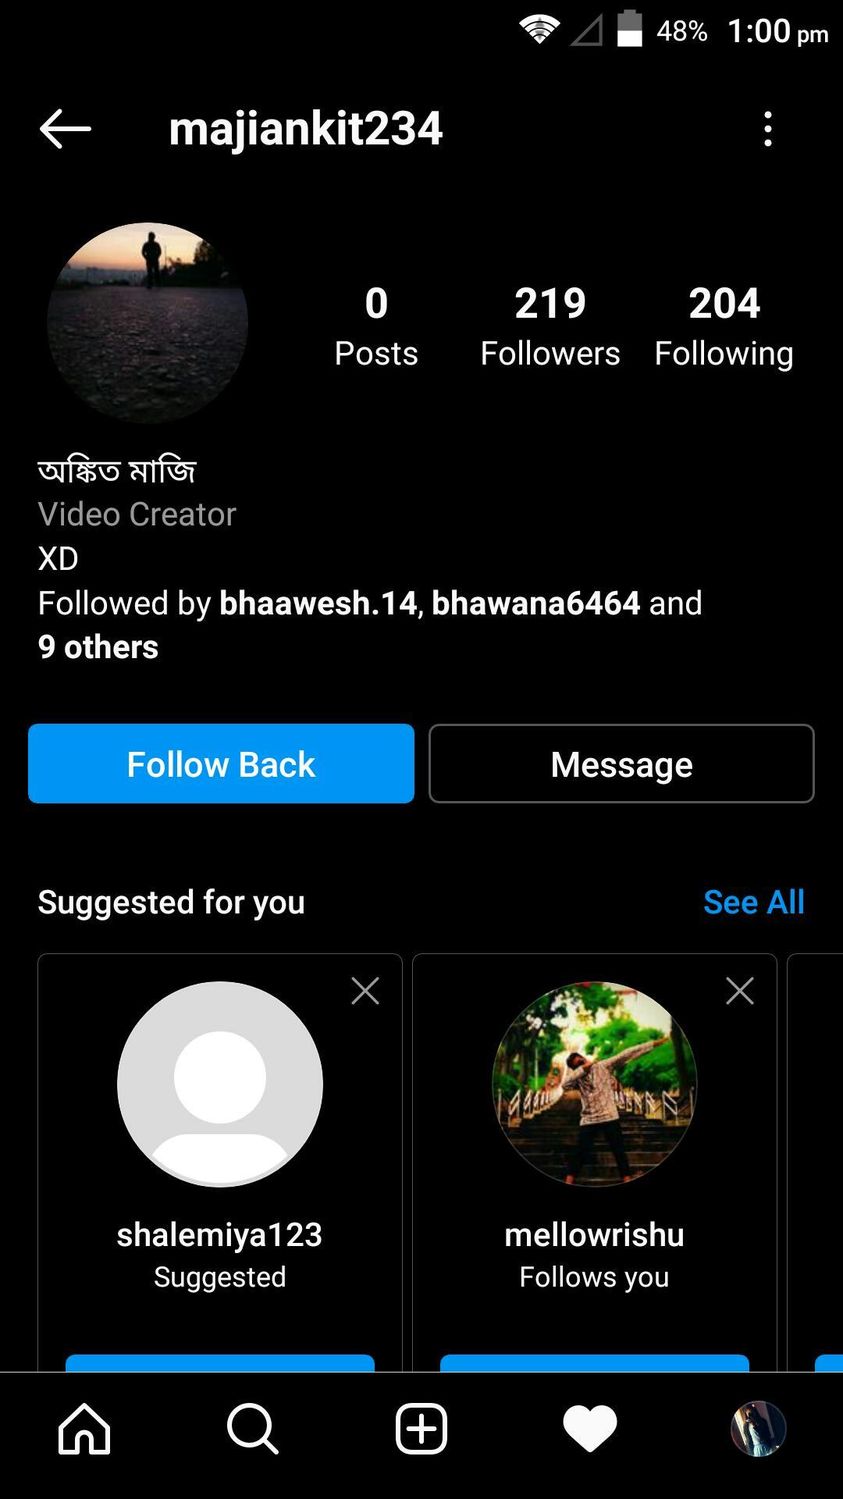 48% 1:00 pm
majiankit234
0 219 204
Posts Followers Following
অঙ্কিত মাজি
Video Creator
XD
Followed by bhaawesh.14, bhawana6464 and
9 others
Follow Back Message
Suggested for you See All
shalemiya123 mellowrishu
Suggested Follows you